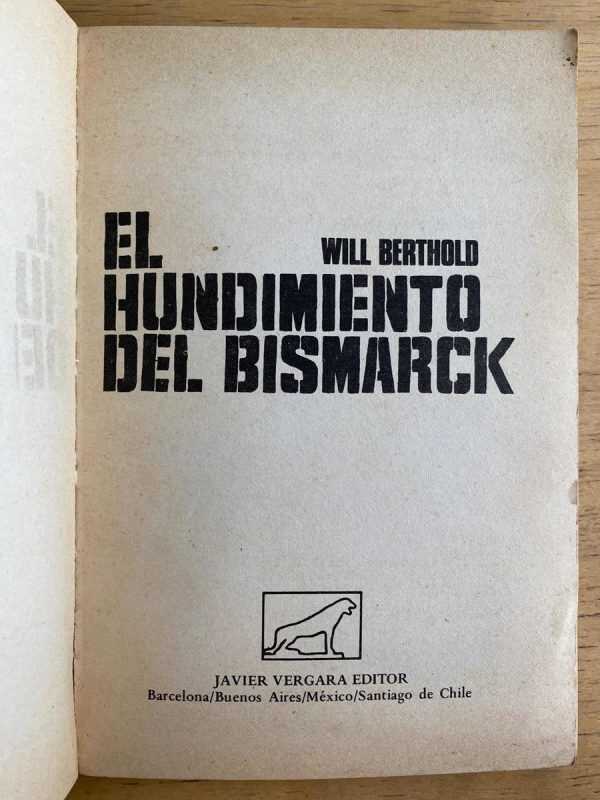 EL
WILL BERTHOLD
HUNDIMIENTO
DEL BISMARCK
JAVIER VERGARA EDITOR
Barcelona/Buenos Aires/México/Santiago de Chile